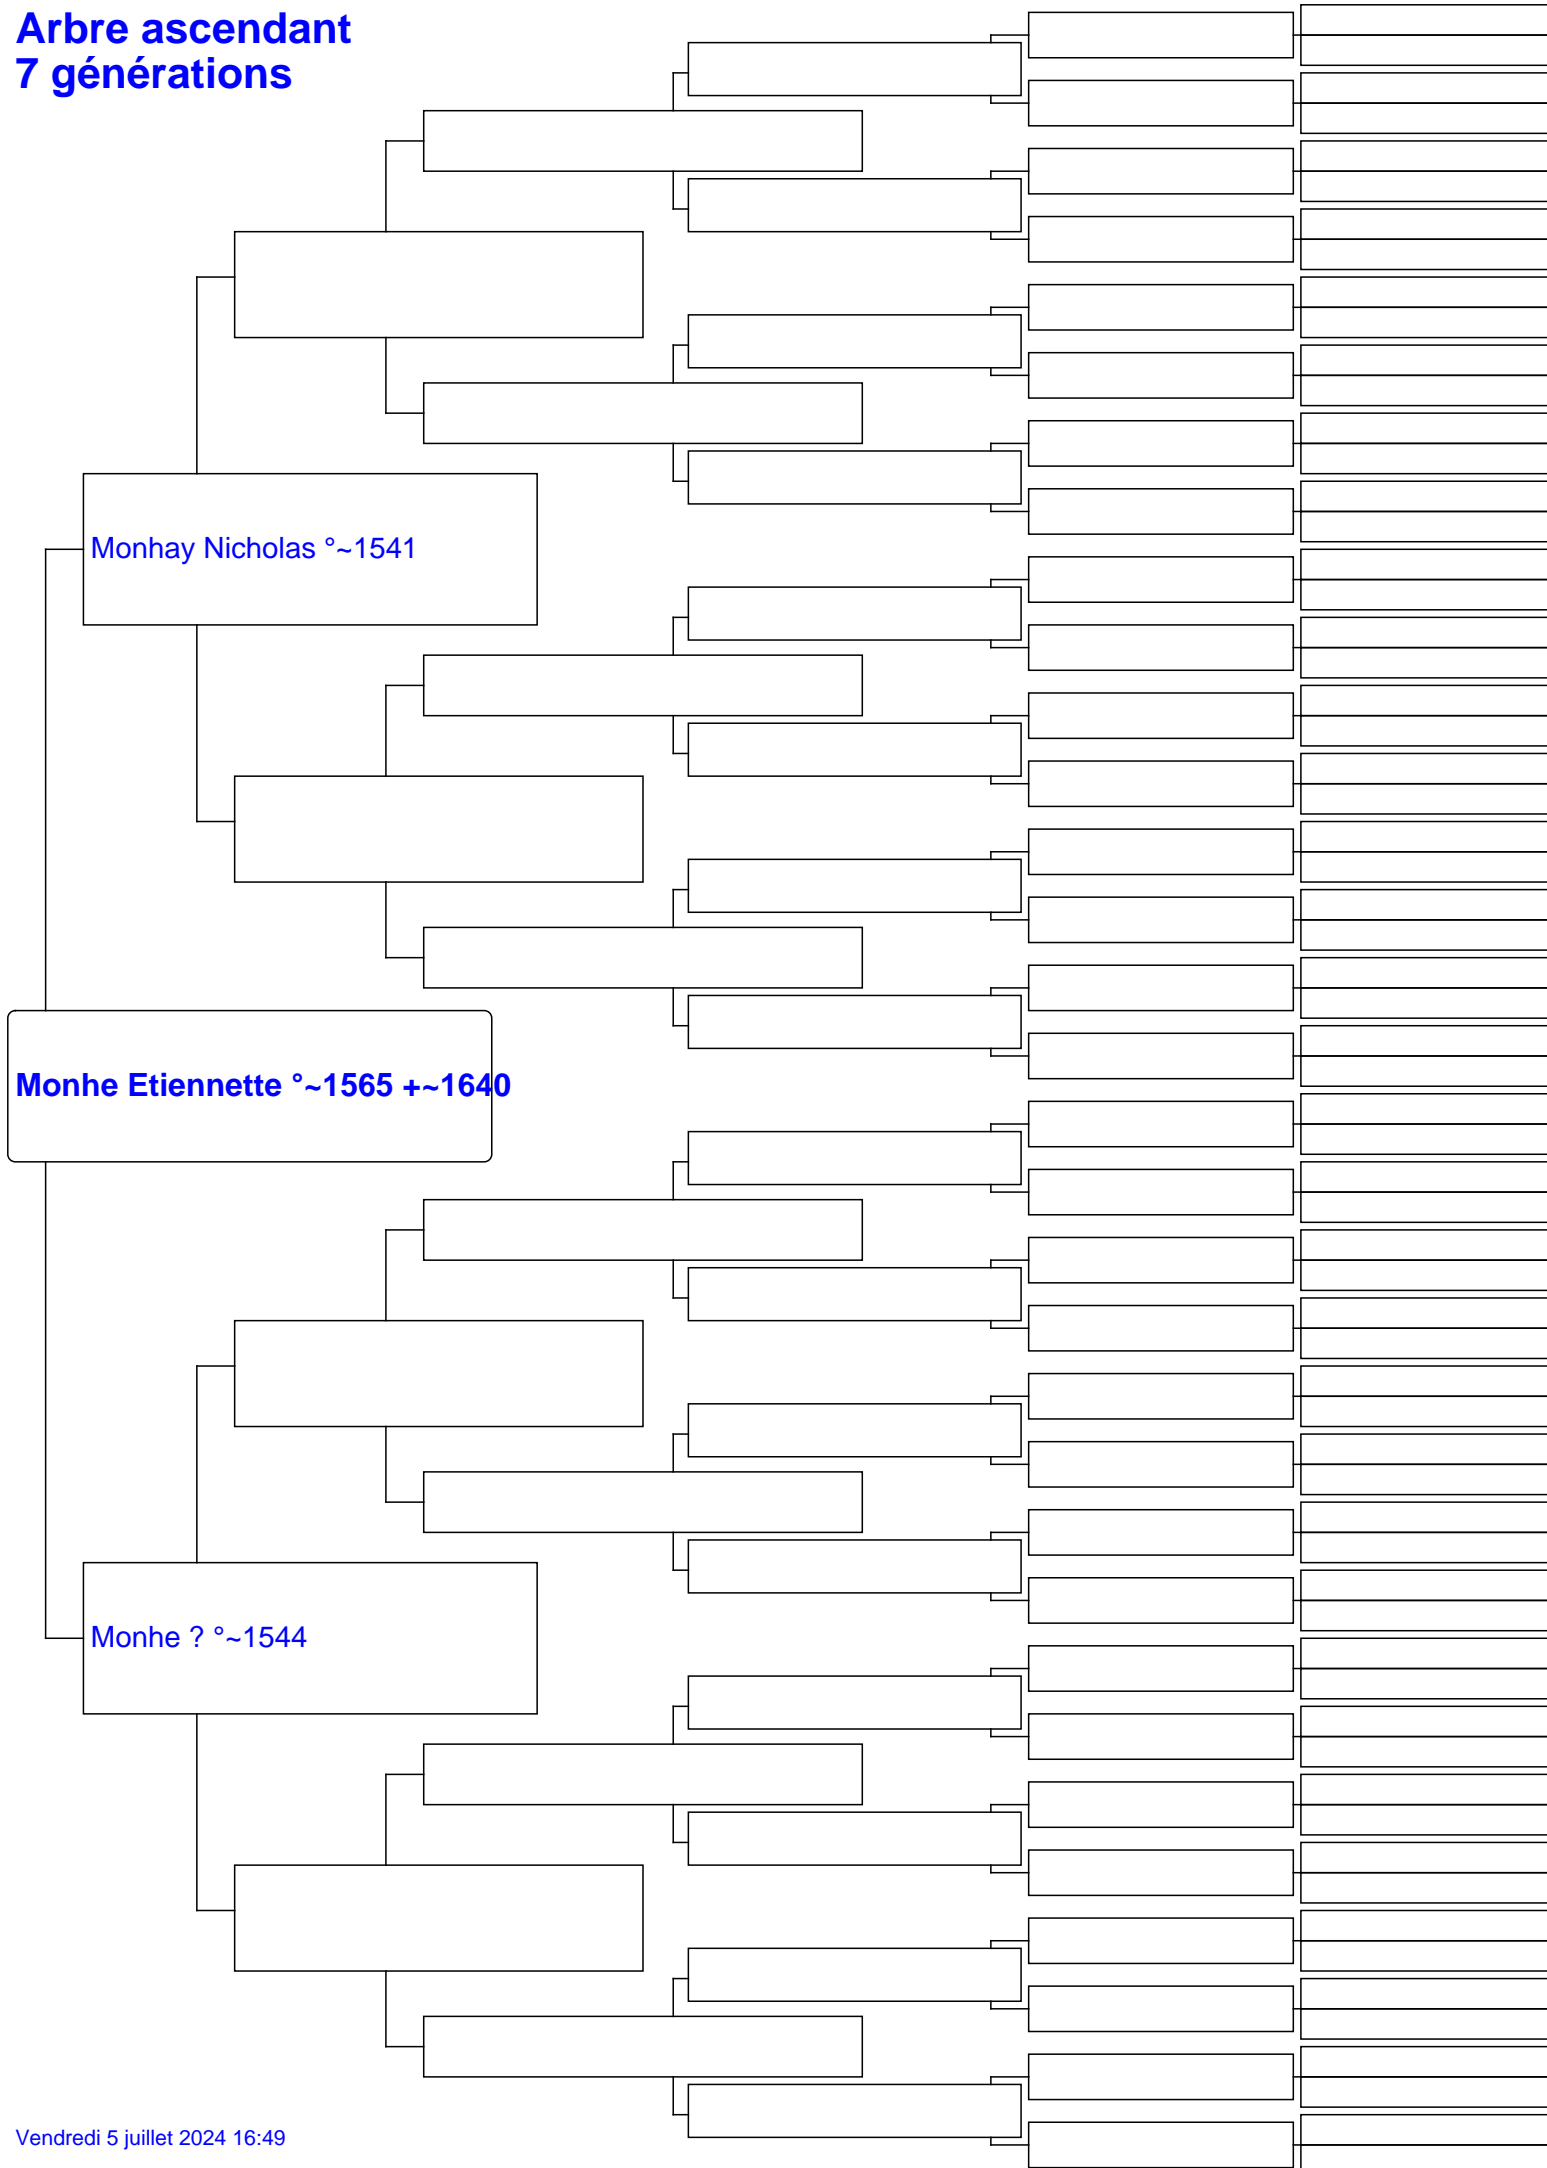 Arbre ascendant
7 générations
Monhay Nicholas °~1541
Monhe Etiennette °~1565 +~1640
Monhe ? °~1544
Vendredi 5 juillet 2024 16:49